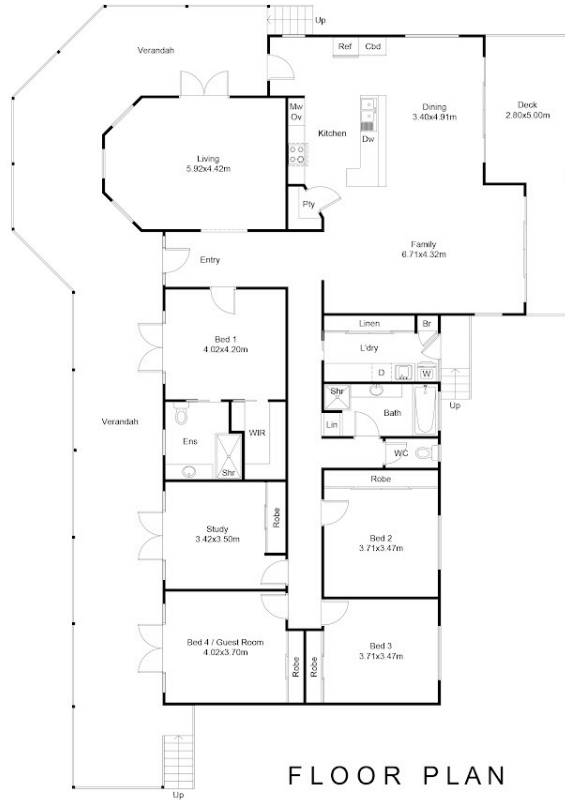 Up
Verandah
Ref
Cbd
Mw
Ov
Kitchen
Dw
Dining
3.40x4.91m
Deck
2.80x5.00m
Living
5.92x4.42m
Pty
Family
6.71x4.32m
Entry
Linen
Br
L'dry
D
W
Up
Bed 1
4.02x4.20m
Shr
Bath
Lin
Verandah
Ens
WIR
Shr
WC
Robe
Study
3.42x3.50m
Robe
Bed 2
3.71x3.47m
Bed 4 / Guest Room
4.02x3.70m
Robe
Robe
Bed 3
3.71x3.47m
Up
FLOOR PLAN